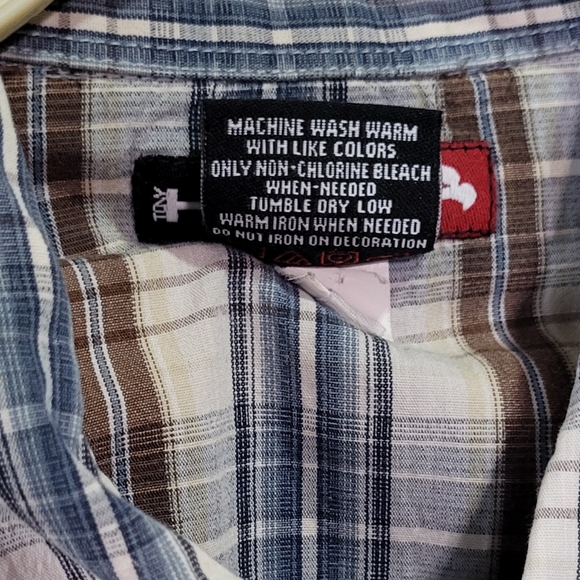 MACHINE WASH WARM
WITH LIKE COLORS
ONLY NON-CHLORINE BLEACH
WHEN-NEEDED
TUMBLE DRY LOW
WARM IRON WHEN NEEDED
DO NOT IRON ON DECORATION
TONY